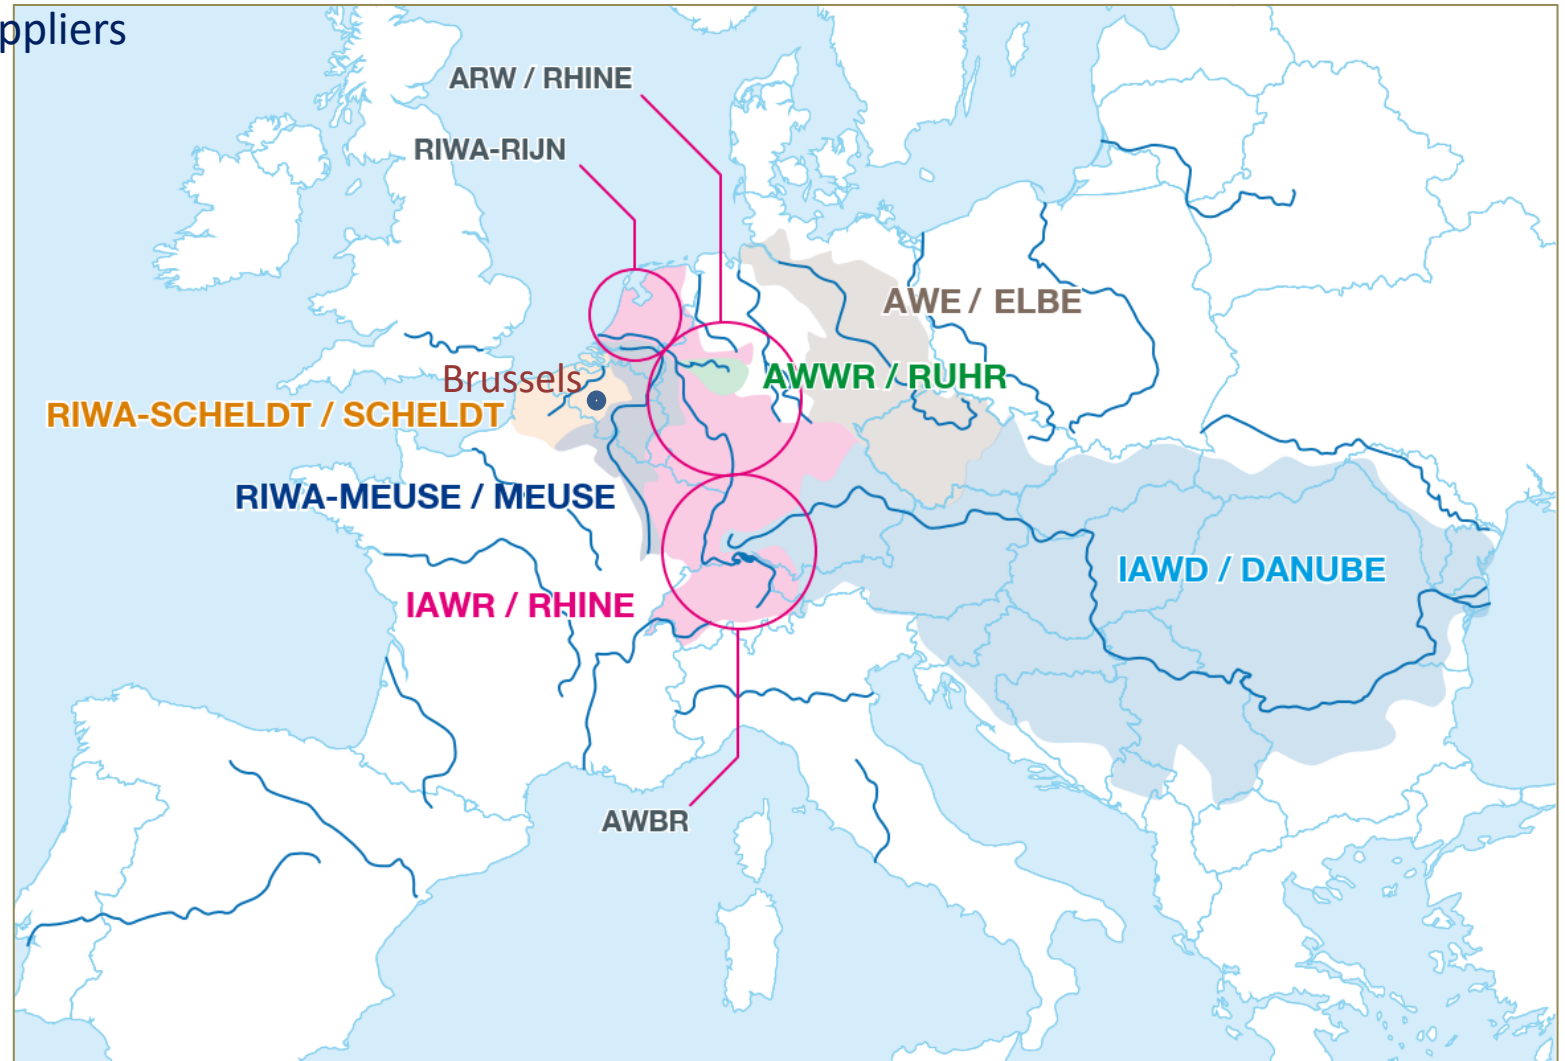 ppliers
ARW / RHINE
RIWA-RIJN
AWE / ELBE
Brussels
AWWR / RUHR
RIWA-SCHELDT / SCHELDT
RIWA-MEUSE / MEUSE
IAWD / DANUBE
IAWR / RHINE
AWBR